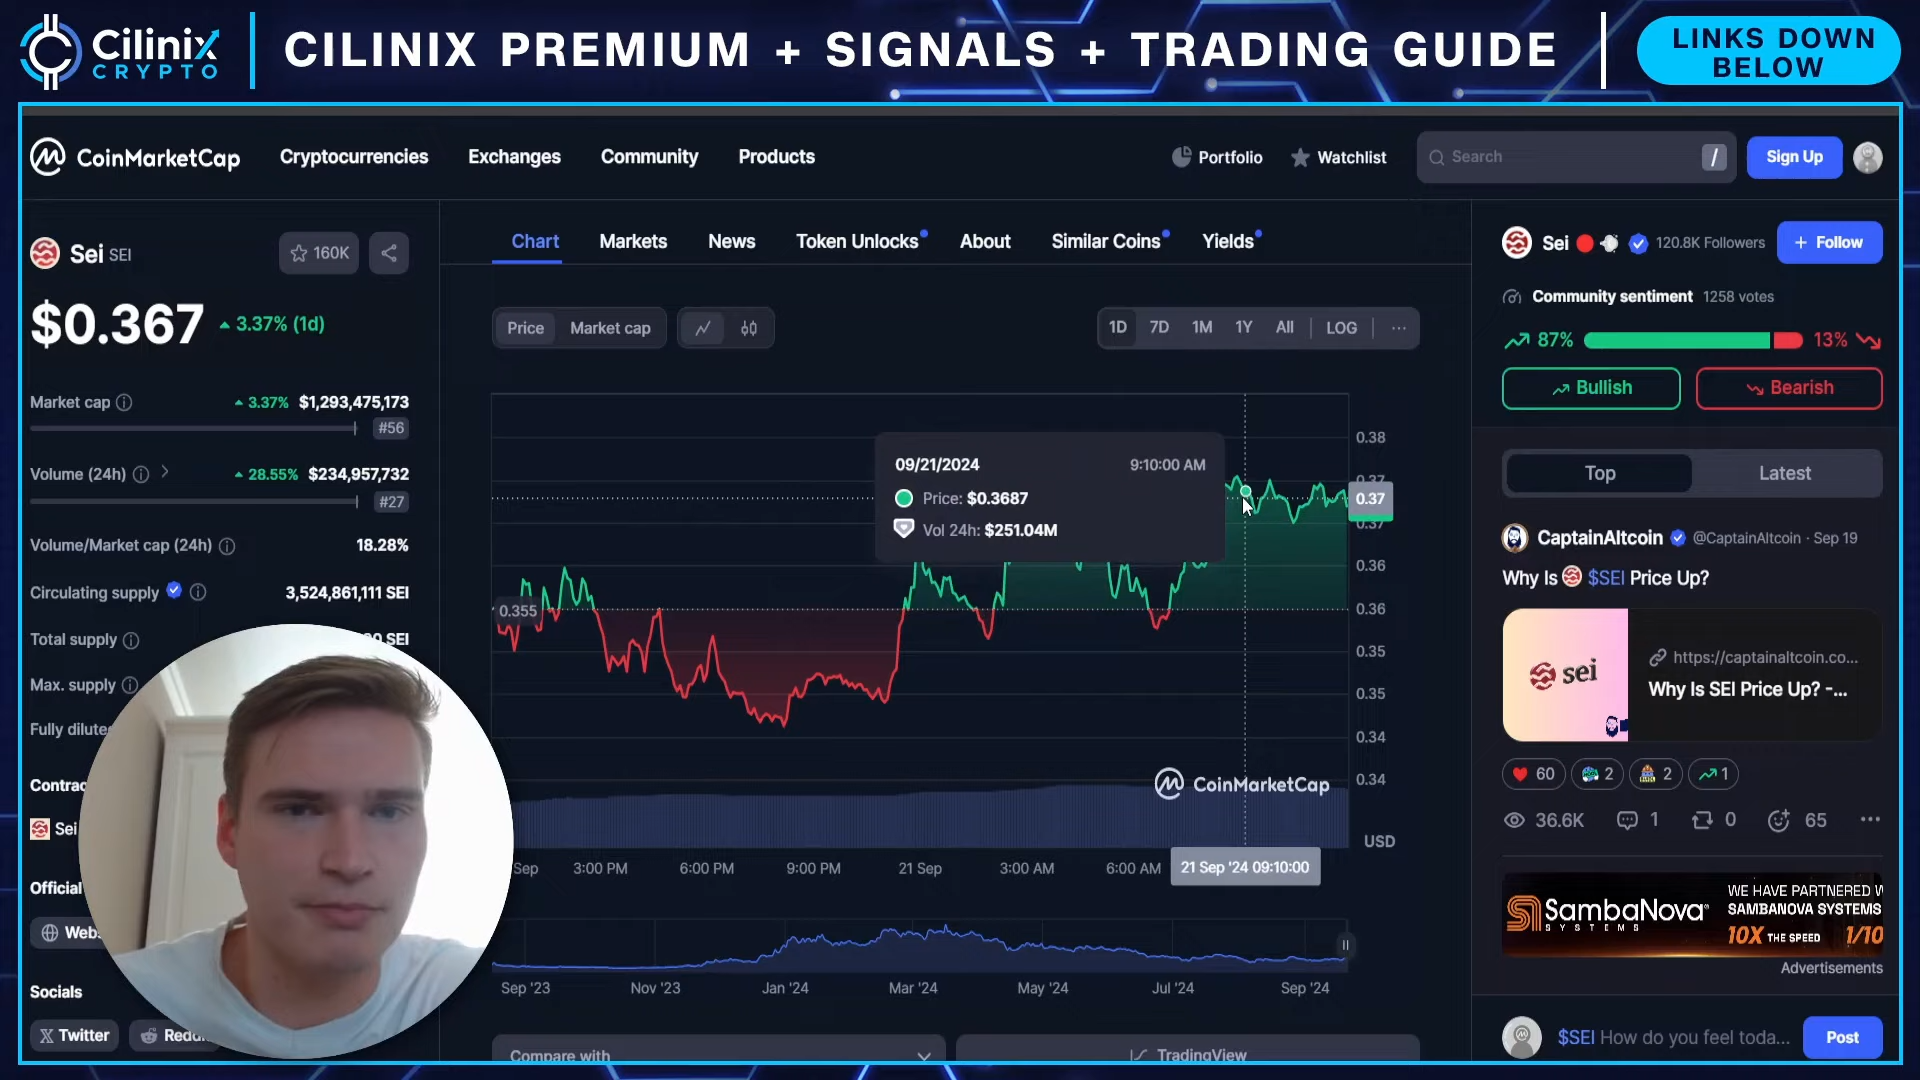 Cilinix CRYPTO
CILINIX PREMIUM + SIGNALS + TRADING GUIDE
LINKS DOWN BELOW
CoinMarketCap
Cryptocurrencies Exchanges Community Products
Portfolio Watchlist Search / Sign Up
Sei SEI 160K
$0.367 3.37% (1d)
Market cap 3.37% $1,293,475,173
#56
Volume (24h) 28.55% $234,957,732
#27
Volume/Market cap (24h) 18.28%
Circulating supply 3,524,861,111 SEI
Total supply SEI
Max. supply
Fully
Sei
Official
Socials
Twitter
Chart Markets News Token Unlocks About Similar Coins Yields
Price Market cap 1D 7D 1M 1Y All LOG ...
09/21/2024 9:10:00 AM
Price: $0.3687
Vol 24h: $251.04M
0.38
0.37
0.37
0.37
0.36
0.36
0.355
0.35
0.35
0.34
0.34
CoinMarketCap
USD
Sep 3:00 PM 6:00 PM 9:00 PM 21 Sep 3:00 AM 6:00 AM 21 Sep '24 09:10:00
Sep '23 Nov '23 Jan '24 Mar '24 May '24 Jul '24 Sep '24
Compare with
TradingView
Sei 120.8K Followers + Follow
Community sentiment 1258 votes
87% 13%
Bullish Bearish
Top Latest
CaptainAltcoin @CaptainAltcoin · Sep 19
Why Is $SEI Price Up?
sei
https://captainaltcoin.co...
Why Is SEI Price Up? -...
60 2 2 1
36.6K 1 0 65 ...
SambaNova SYSTEMS
WE HAVE PARTNERED
SAMBANOVA SYSTEMS
10X THE SPEED 1/10
Advertisements
$SEI How do you feel toda... Post